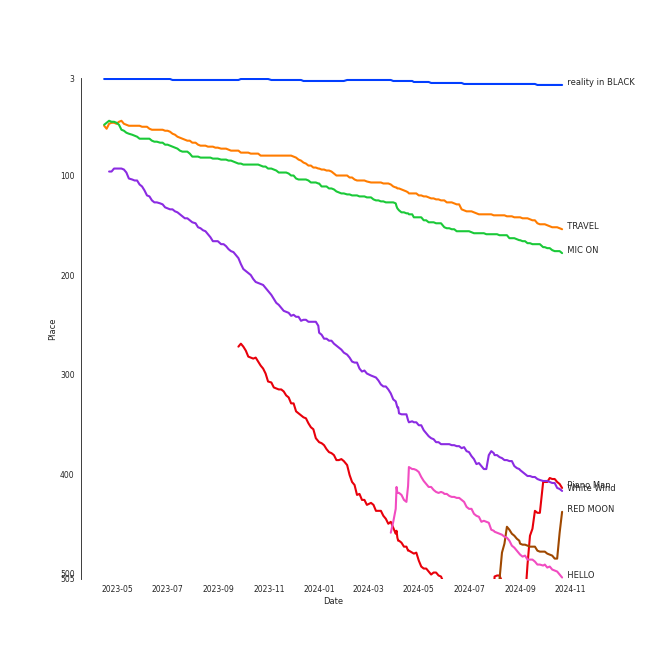 3
reality in BLACK
100
TRAVEL
MIC ON
200
Place
300
400
Piano Man
White Wind
RED MOON
500
505
HELLO
2023-05
2023-07
2023-09
2023-11
2024-01
2024-03
2024-05
2024-07
2024-09
2024-11
Date